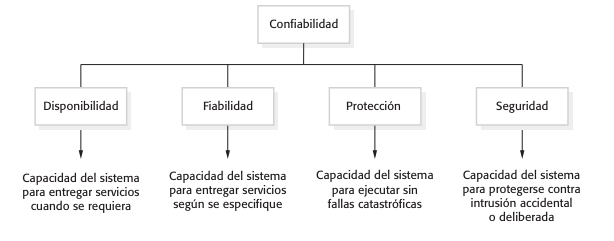 Confiabilidad
Disponibilidad
Fiabilidad
Protección
Seguridad
Capacidad del sistema
para entregar servicios
cuando se requiera
Capacidad del sistema
para entregar servicios
según se especifique
Capacidad del sistema
para ejecutar sin
fallas catastróficas
Capacidad del sistema
para protegerse contra
intrusión accidental
o deliberada